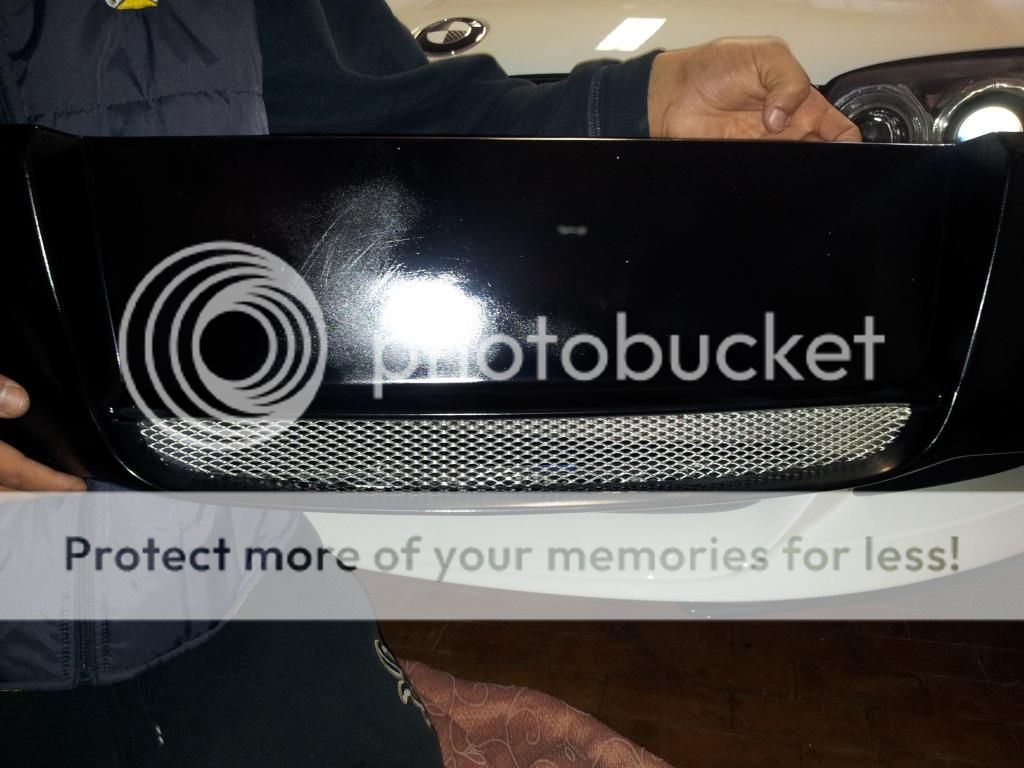 photobucket
Protect more of your memories for less!